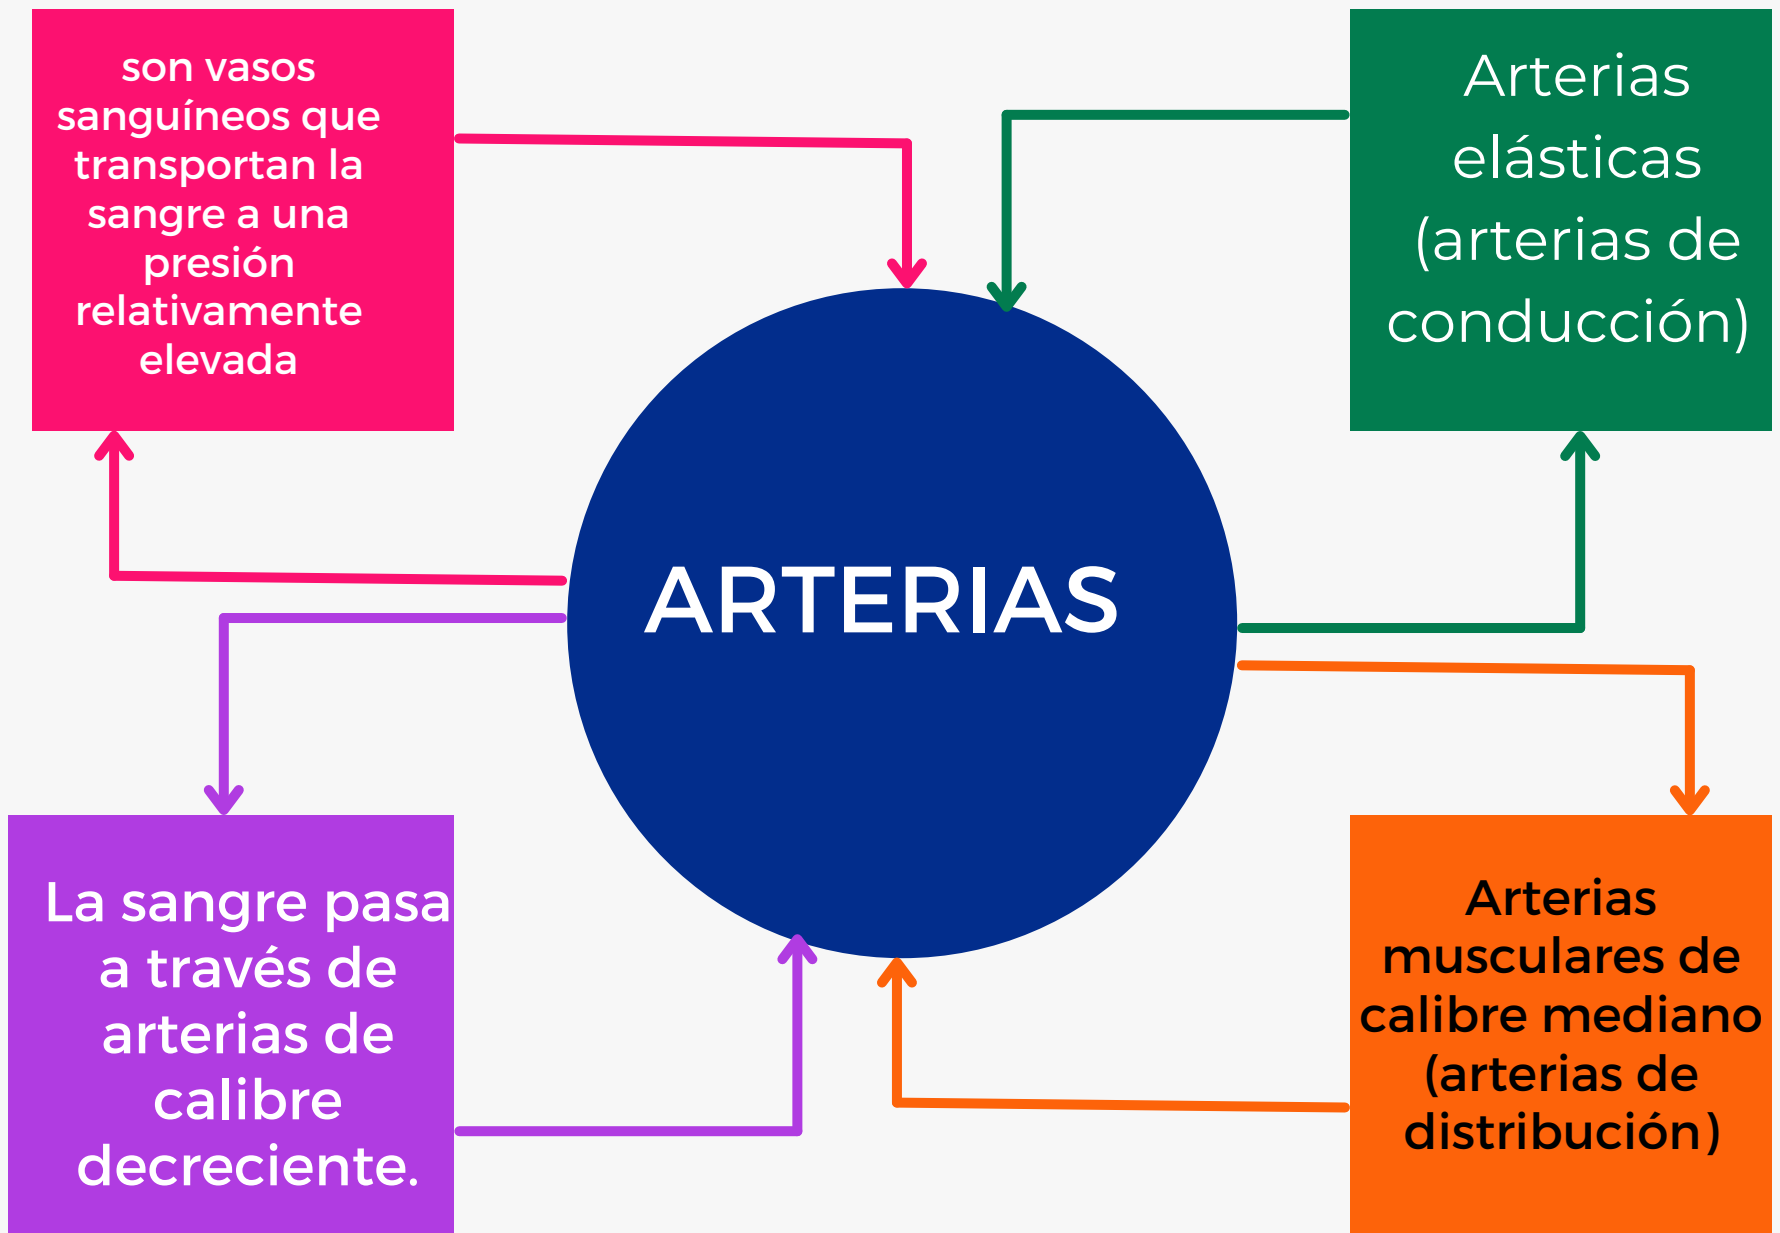 son vasos
sanguíneos que
transportan la
sangre a una
presión
relativamente
elevada
Arterias
elásticas
(arterias de
conducción)
ARTERIAS
La sangre pasa
a través de
arterias de
calibre
decreciente.
Arterias
musculares de
calibre mediano
(arterias de
distribución)